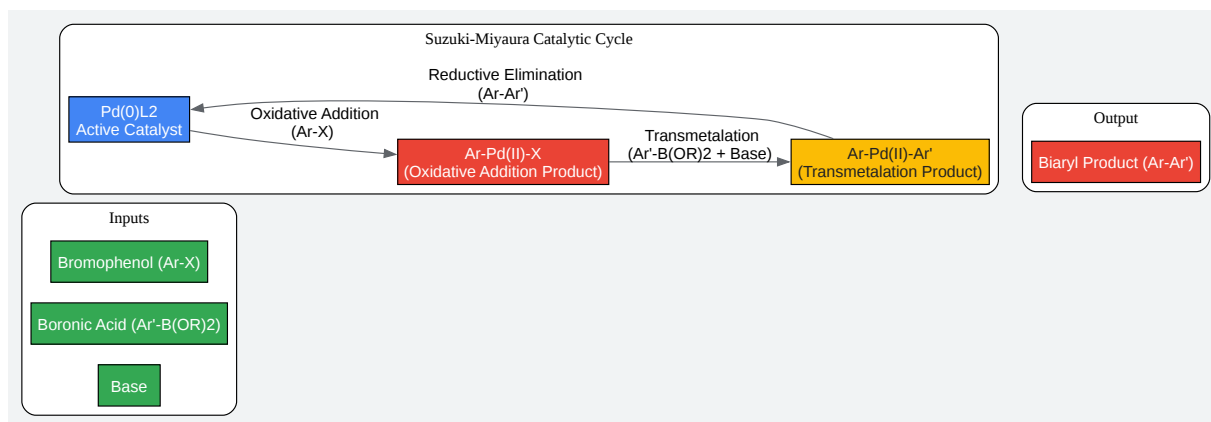 Suzuki-Miyaura Catalytic Cycle
Reductive Elimination
(Ar-Ar')
Pd(0)L2
Active Catalyst
Oxidative Addition
(Ar-X)
Ar-Pd(II)-X
(Oxidative Addition Product)
Transmetalation
(Ar'-B(OR)2 + Base)
Ar-Pd(II)-Ar'
(Transmetalation Product)
Output
Biaryl Product (Ar-Ar')
Inputs
Bromophenol (Ar-X)
Boronic Acid (Ar'-B(OR)2)
Base